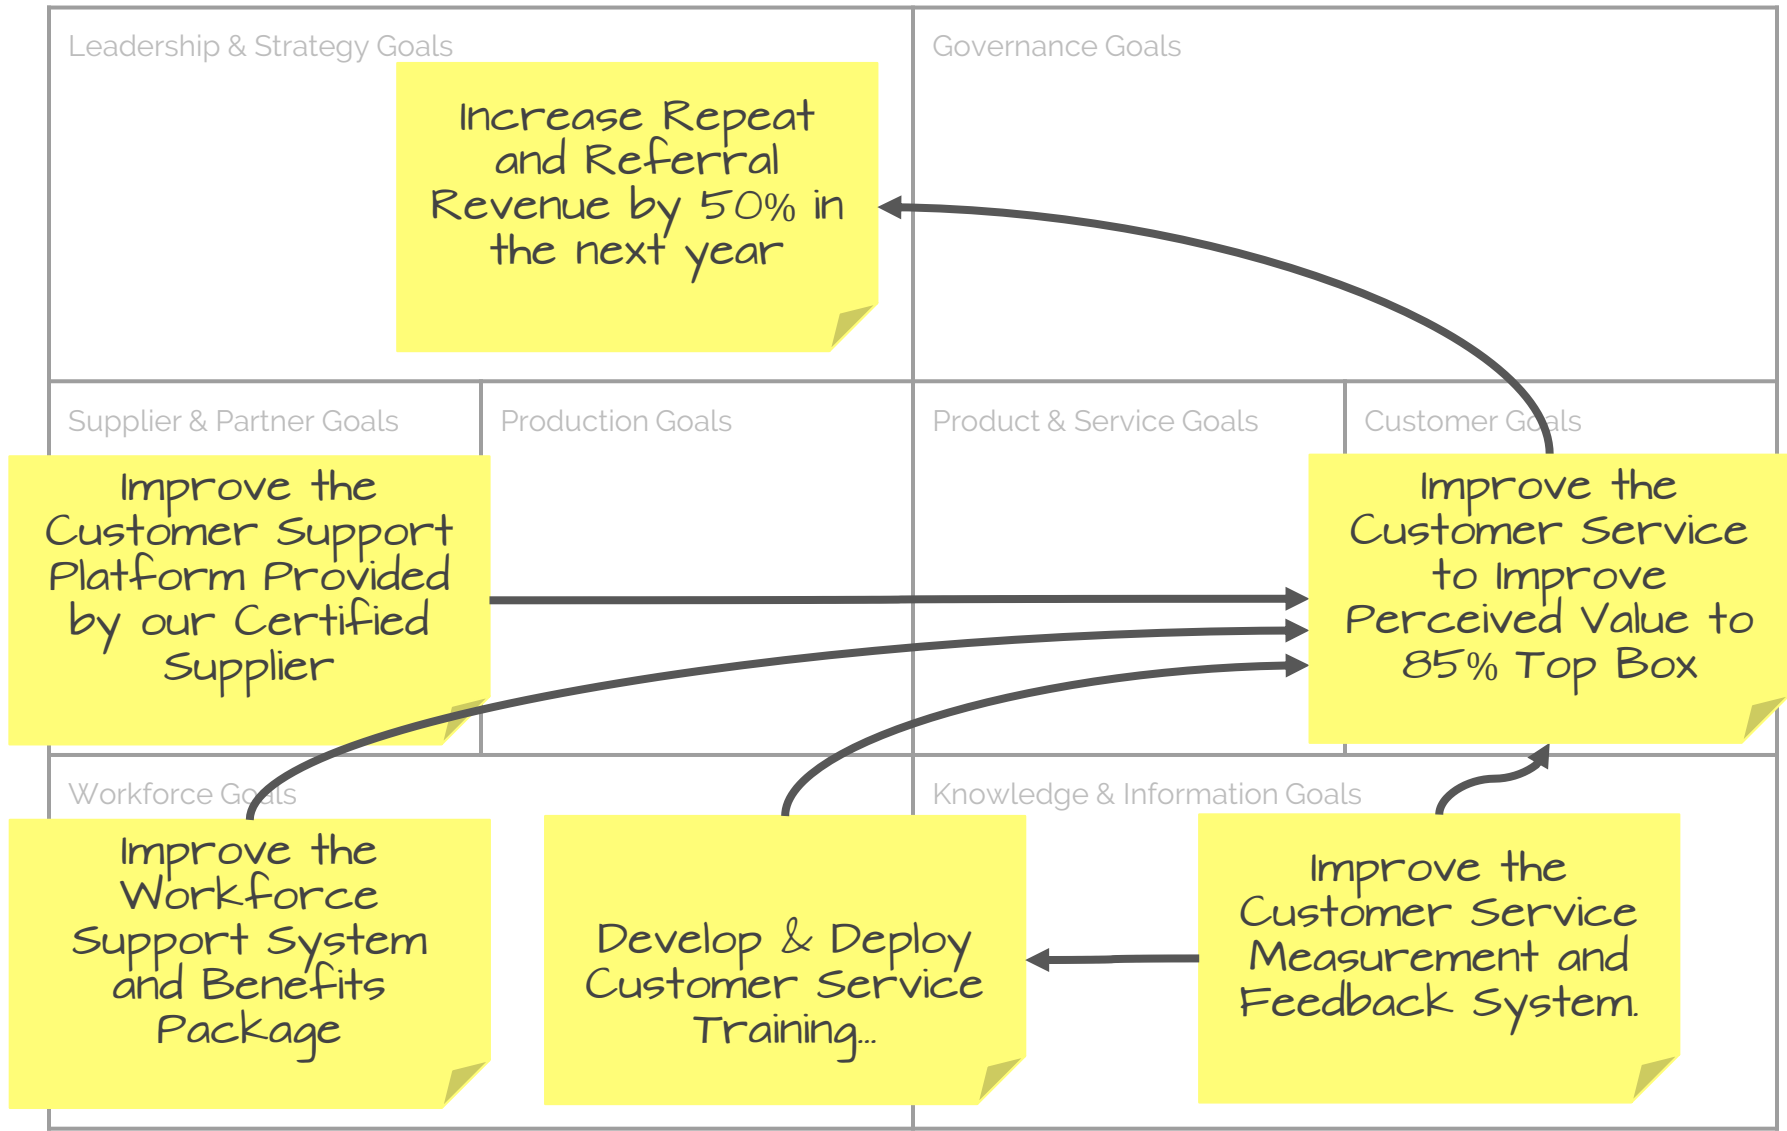 Leadership & Strategy Goals
Governance Goals
Increase Repeat
and Referral
Revenue by 50% in
the next year
Supplier & Partner Goals
Production Goals
Product & Service Goals
Customer Goals
Improve the
Customer Support
Platform Provided
by our Certified
Supplier
Improve the
Customer Service
to Improve
Perceived Value to
85% Top Box
Workforce Goals
Knowledge & Information Goals
Improve the
Workforce
Support System
and Benefits
Package
Develop & Deploy
Customer Service
Training...
Improve the
Customer Service
Measurement and
Feedback System.